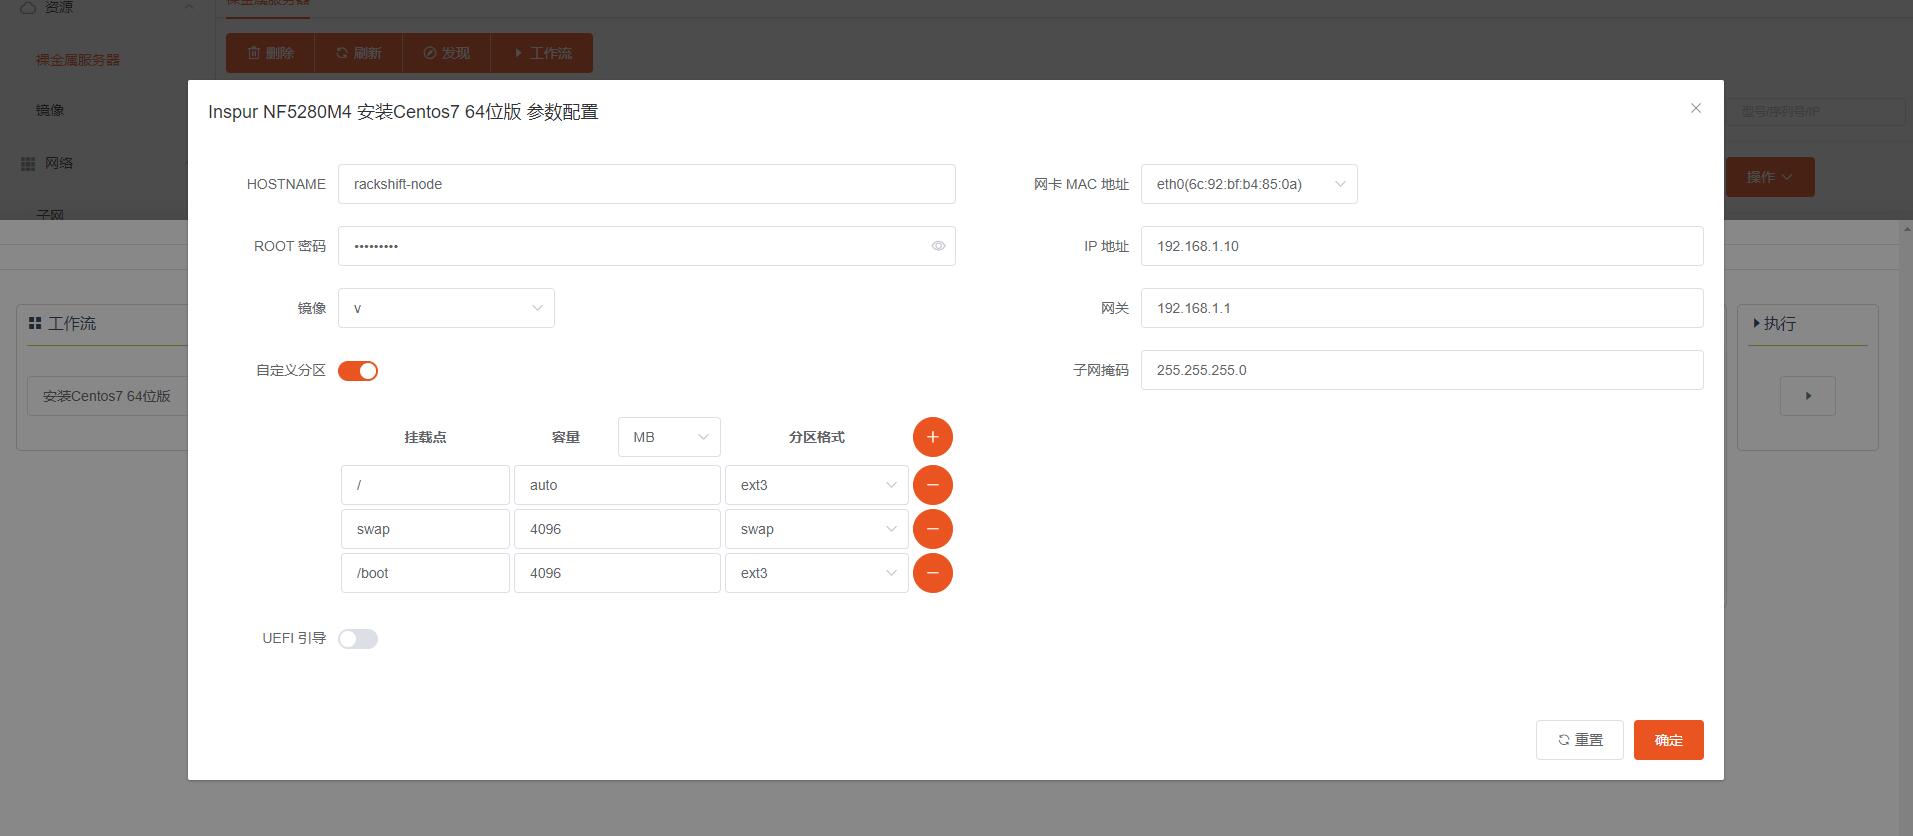 资源
裸金属服务器
删除
刷新
发现
工作流
裸金属服务器
镜像
型号/序列号/IP
网络
操作
子网
Inspur NF5280M4 安装Centos7 64位版 参数配置
HOSTNAME
rackshift-node
网卡 MAC 地址
eth0(6c:92:bf:b4:85:0a)
ROOT 密码
•••••••••
IP 地址
192.168.1.10
镜像
v
网关
192.168.1.1
自定义分区
子网掩码
255.255.255.0
挂载点
容量
MB
分区格式
/
auto
ext3
swap
4096
swap
/boot
4096
ext3
UEFI 引导
重置
确定
工作流
安装Centos7 64位版
执行